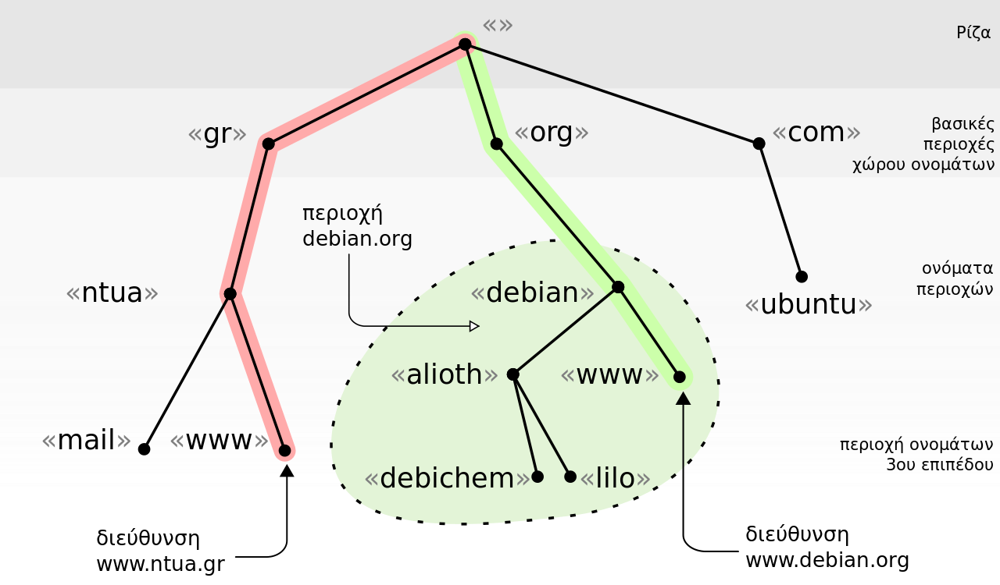 «»
Ρίζα
«gr»
«org»
«com»
βασικές
περιοχές
χώρου ονομάτων
περιοχή
debian.org
«ntua»
«debian»
«ubuntu»
ονόματα
περιοχών
«alioth»
«www»
«mail»
«www»
«debichem»
«lilo»
περιοχή ονομάτων
3ου επιπέδου
διεύθυνση
www.ntua.gr
διεύθυνση
www.debian.org